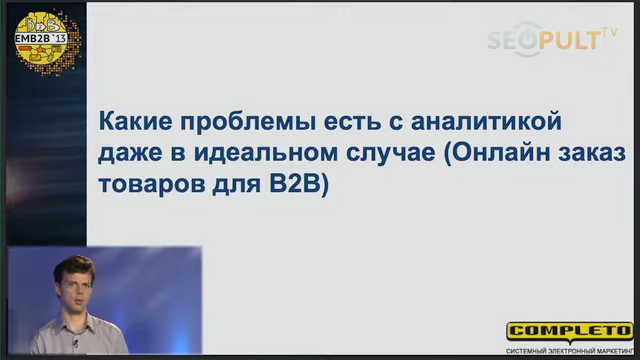 B2B
EMB2B`13
SEOPULT TV
Какие проблемы есть с аналитикой
даже в идеальном случае (Онлайн заказ
товаров для B2B)
COMPLETO
СИСТЕМНЫЙ ЭЛЕКТРОННЫЙ МАРКЕТИНГ